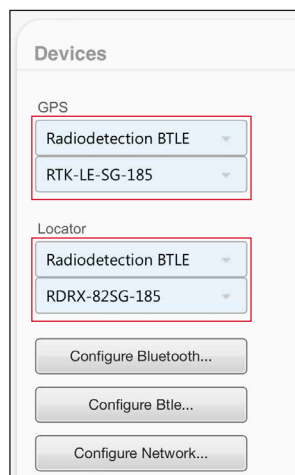 Devices
GPS
Radiodetection BTLE
RTK-LE-SG-185
Locator
Radiodetection BTLE
RDRX-82SG-185
Configure Bluetooth...
Configure Btle...
Configure Network...